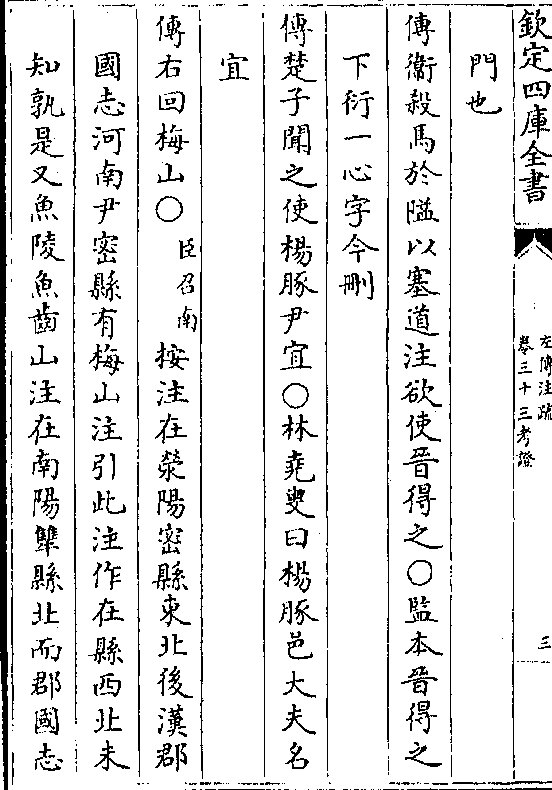 欽定四庫全書
左傳注疏
卷三十三考證
三
門也
傳衞殺馬於隘以塞道注欲使晉得之○監本晉得之
下衍一心字今刪
傳楚子聞之使楊豚尹宜○林堯叟曰楊豚邑大夫名
宜
傳右回梅山○臣召南按注在滎陽密縣東北後漢郡
國志河南尹密縣有梅山注引此注作在縣西北未
知孰是又魚陵魚齒山注在南陽犨縣北而郡國志